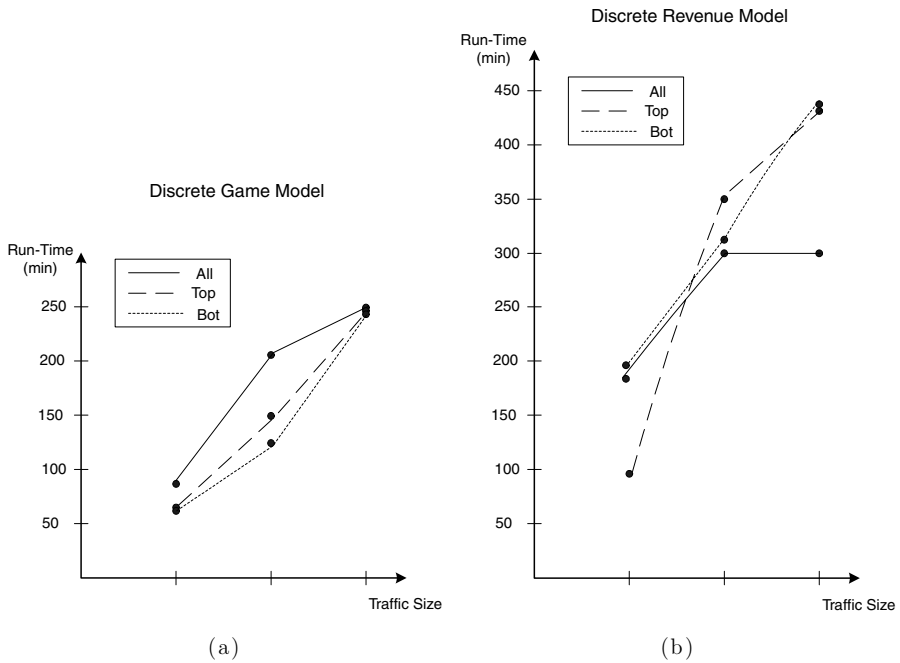 Discrete Game Model
Run-Time
(min)
All
Top
Bot
250
200
150
100
50
Traffic Size
(a)
Discrete Revenue Model
Run-Time
(min)
All
Top
Bot
450
400
350
300
250
200
150
100
50
Traffic Size
(b)